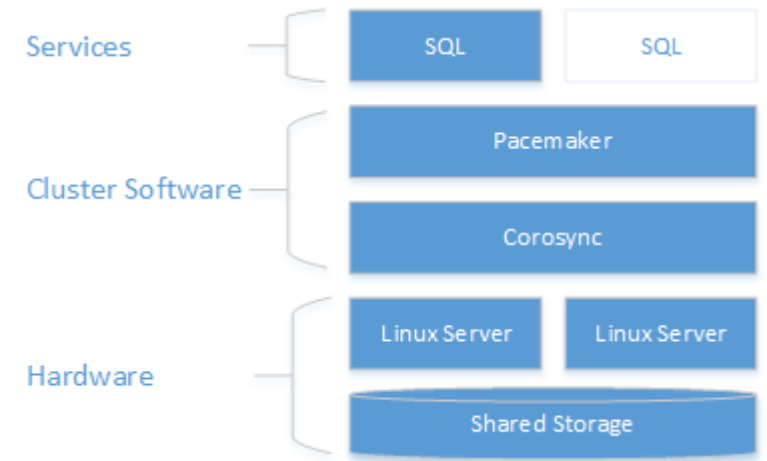 Services
SQL
SQL
Pacemaker
Cluster Software
Corosync
Linux Server
Linux Server
Hardware
Shared Storage